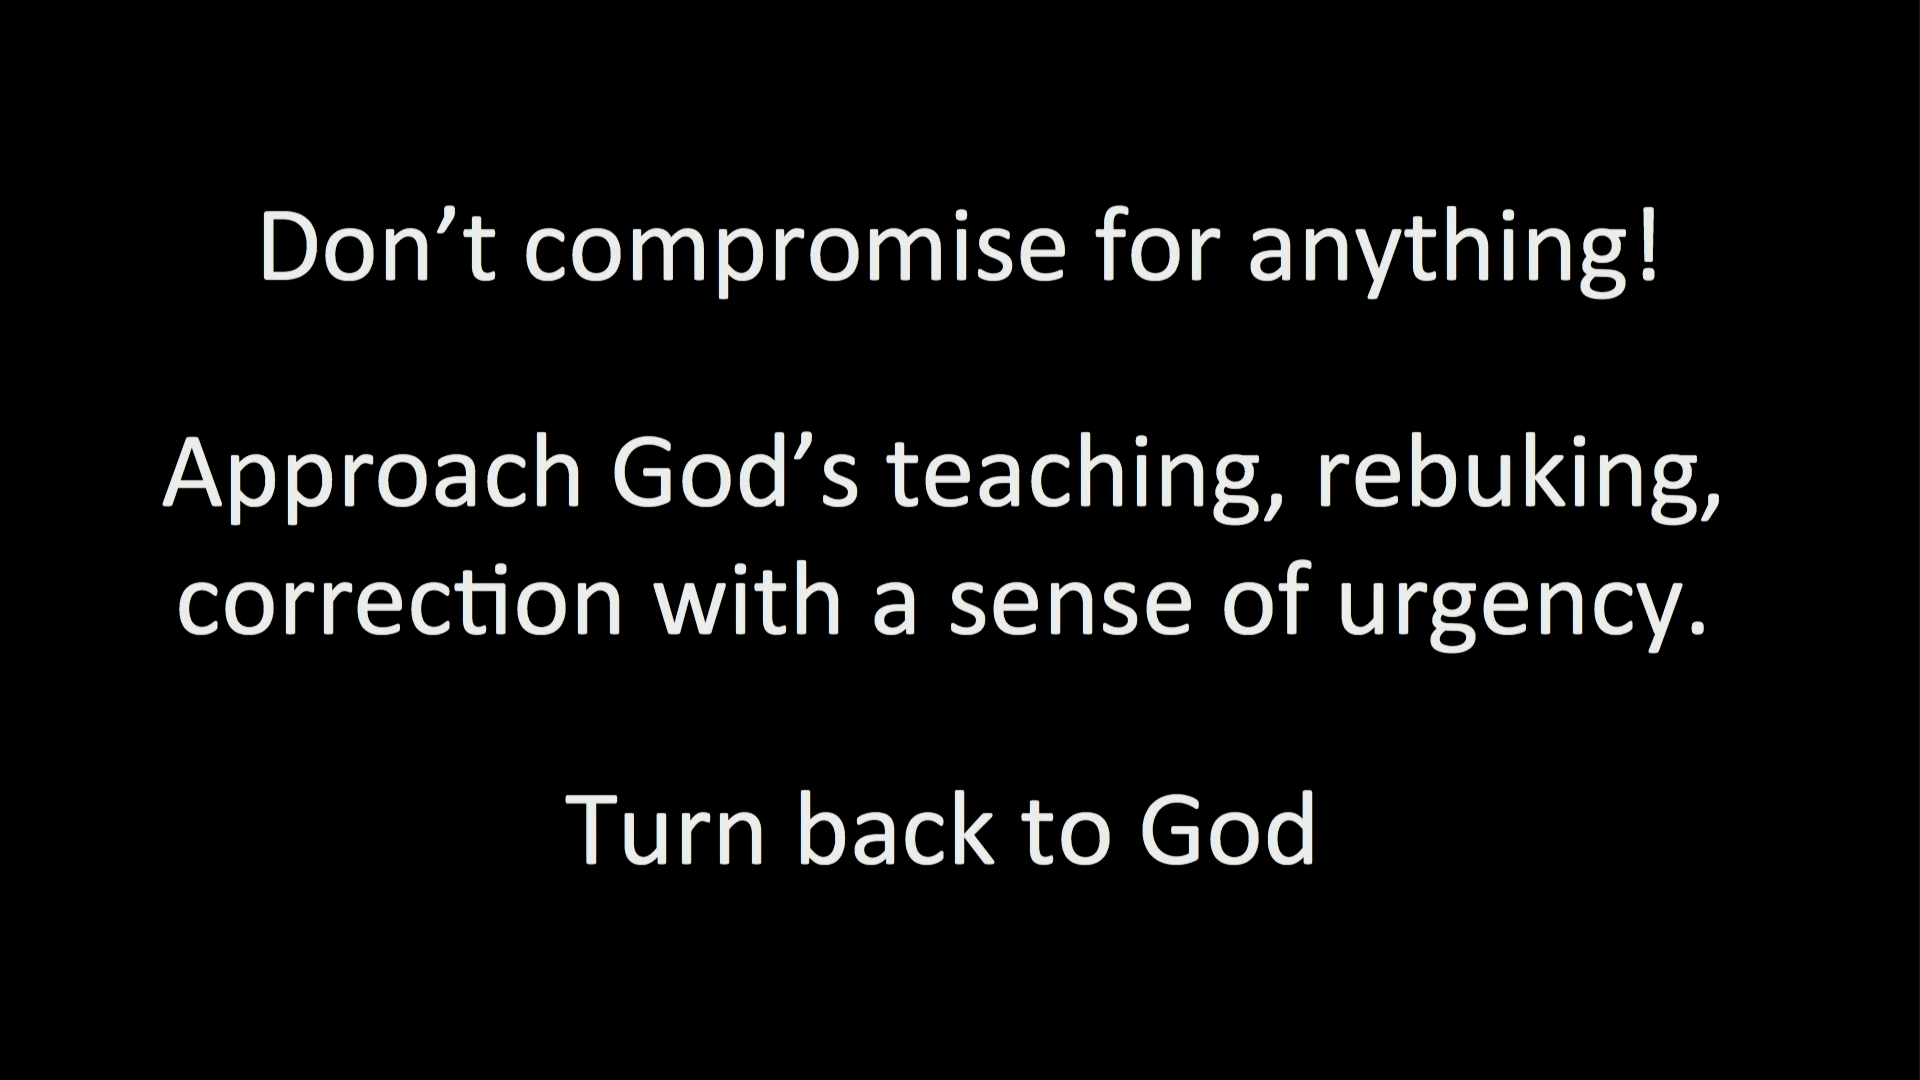 Don’t compromise for anything!
Approach God’s teaching, rebuking,
correction with a sense of urgency.
Turn back to God